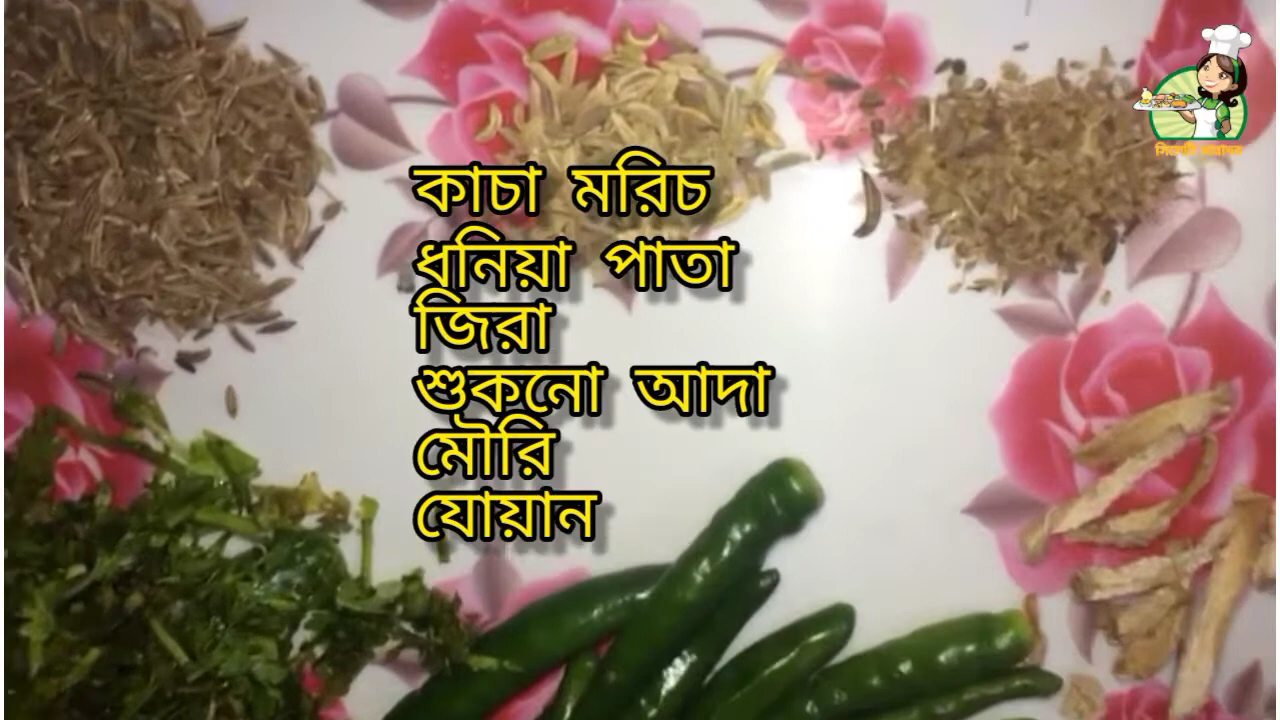 কাচা মরিচ
ধনিয়া পাতা
জিরা
শুকনো আদা
মৌরি
যোয়ান